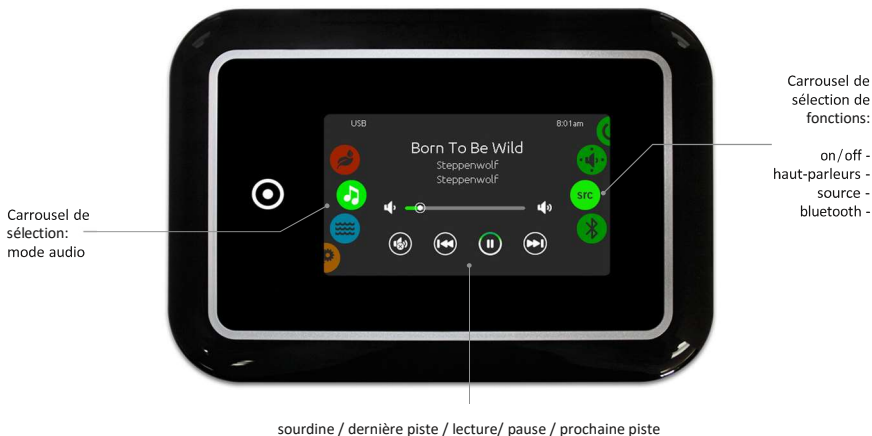 USB
8:01am
Born To Be Wild
Steppenwolf
Steppenwolf
src
Carrousel de
sélection:
mode audio
Carrousel de
sélection de
fonctions:
on/off -
haut-parleurs -
source -
bluetooth -
sourdine / dernière piste / lecture/ pause / prochaine piste